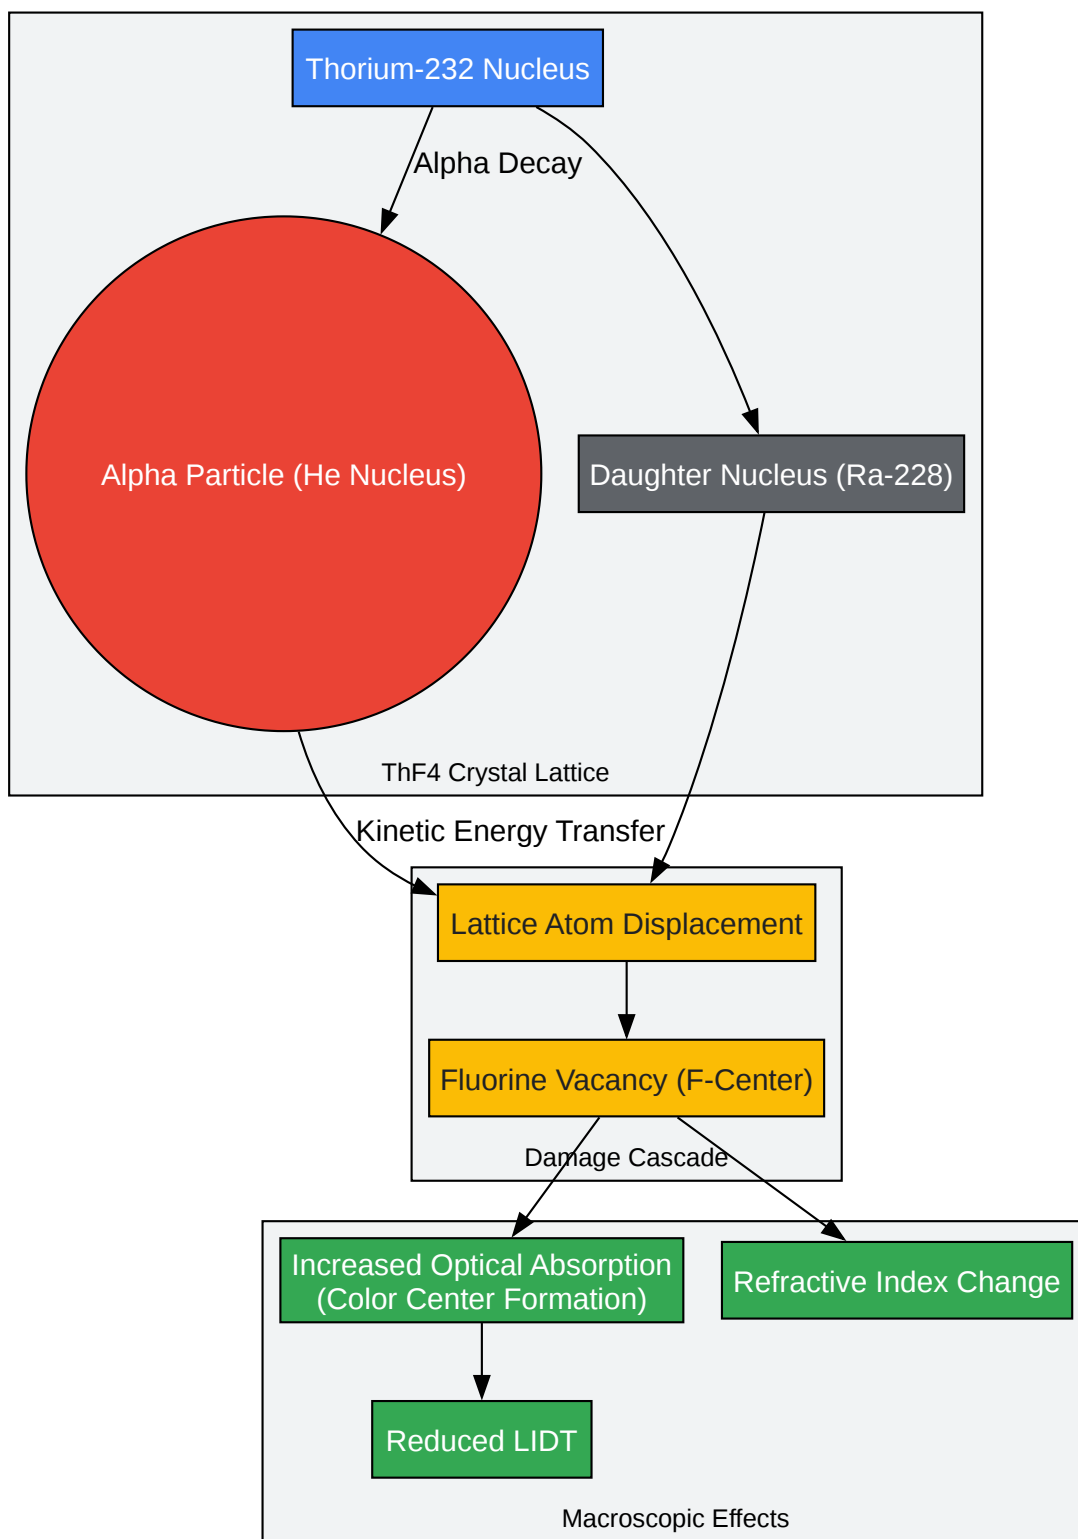 Thorium-232 Nucleus
Alpha Decay
Alpha Particle (He Nucleus)
Daughter Nucleus (Ra-228)
ThF4 Crystal Lattice
Kinetic Energy Transfer
Lattice Atom Displacement
Fluorine Vacancy (F-Center)
Damage Cascade
Increased Optical Absorption
(Color Center Formation)
Refractive Index Change
Reduced LIDT
Macroscopic Effects